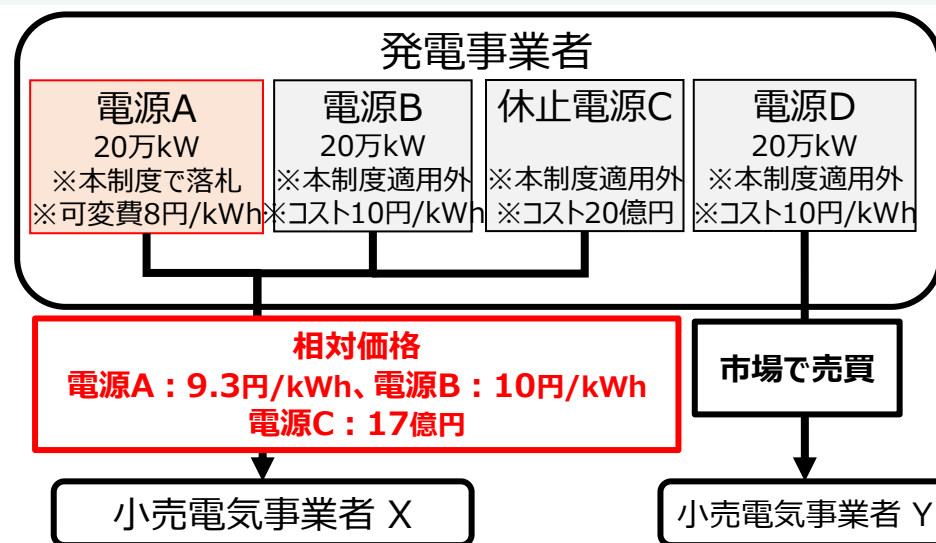 発電事業者
電源A
20万kW
※本制度で落札
※可変費8円/kWh
電源B
20万kW
※本制度適用外
※コスト10円/kWh
休止電源C
※本制度適用外
※コスト20億円
電源D
20万kW
※本制度適用外
※コスト10円/kWh
相対価格
電源A：9.3円/kWh、電源B：10円/kWh
電源C：17億円
市場で売買
小売電気事業者 X
小売電気事業者 Y